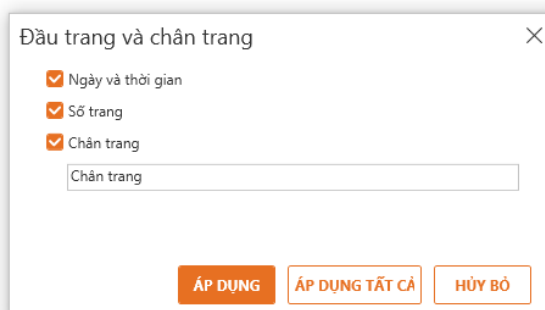 Đầu trang và chân trang
Ngày và thời gian
Số trang
Chân trang
Chân trang
ÁP DỤNG
ÁP DỤNG TẤT CẢ
HỦY BỎ